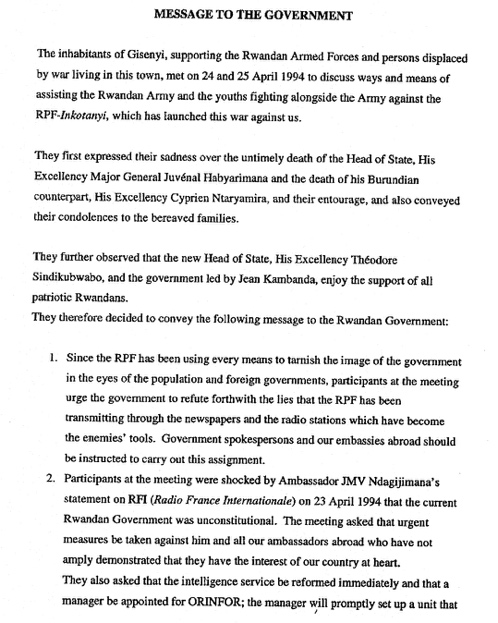 MESSAGE TO THE GOVERNMENT
The inhabitants of Gisenyi, supporting the Rwandan Armed Forces and persons displaced
by war living in this town, met on 24 and 25 April 1994 to discuss ways and means of
assisting the Rwandan Army and the youths fighting alongside the Army against the
RPF-Inkotanyi, which has launched this war against us.
They first expressed their sadness over the untimely death of the Head of State, His
Excellency Major General Juvénal Habyarimana and the death of his Burundian
counterpart, His Excellency Cyprien Ntaryamira, and their entourage, and also conveyed
their condolences to the bereaved families.
They further observed that the new Head of State, His Excellency Théodore
Sindikubwabo, and the government led by Jean Kambanda, enjoy the support of all
patriotic Rwandans.
They therefore decided to convey the following message to the Rwandan Government:
1. Since the RPF has been using every means to tarnish the image of the government
in the eyes of the population and foreign governments, participants at the meeting
urge the government to refute forthwith the lies that the RPF has been
transmitting through the newspapers and the radio stations which have become
the enemies' tools. Government spokespersons and our embassies abroad should
be instructed to carry out this assignment.
2. Participants at the meeting were shocked by Ambassador JMV Ndagijimana's
statement on RFI (Radio France Internationale) on 23 April 1994 that the current
Rwandan Government was unconstitutional. The meeting asked that urgent
measures be taken against him and all our ambassadors abroad who have not
amply demonstrated that they have the interest of our country at heart.
They also asked that the intelligence service be reformed immediately and that a
manager be appointed for ORINFOR; the manager will promptly set up a unit that